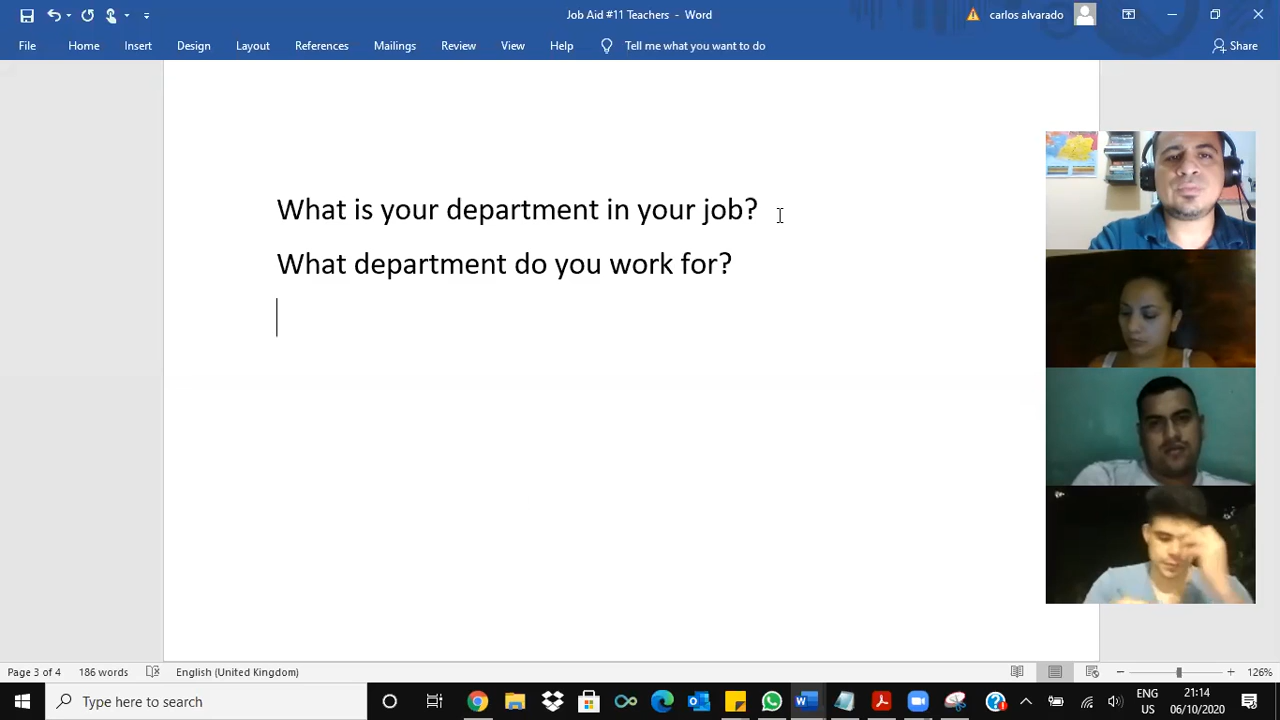 Job Aid #11 Teachers - Word
carlos alvarado
File Home Insert Design Layout References Mailings Review View Help Tell me what you want to do Share
What is your department in your job?
What department do you work for?
Page 3 of 4 186 words English (United Kingdom) 126%
Type here to search
ENG 21:14
US 06/10/2020